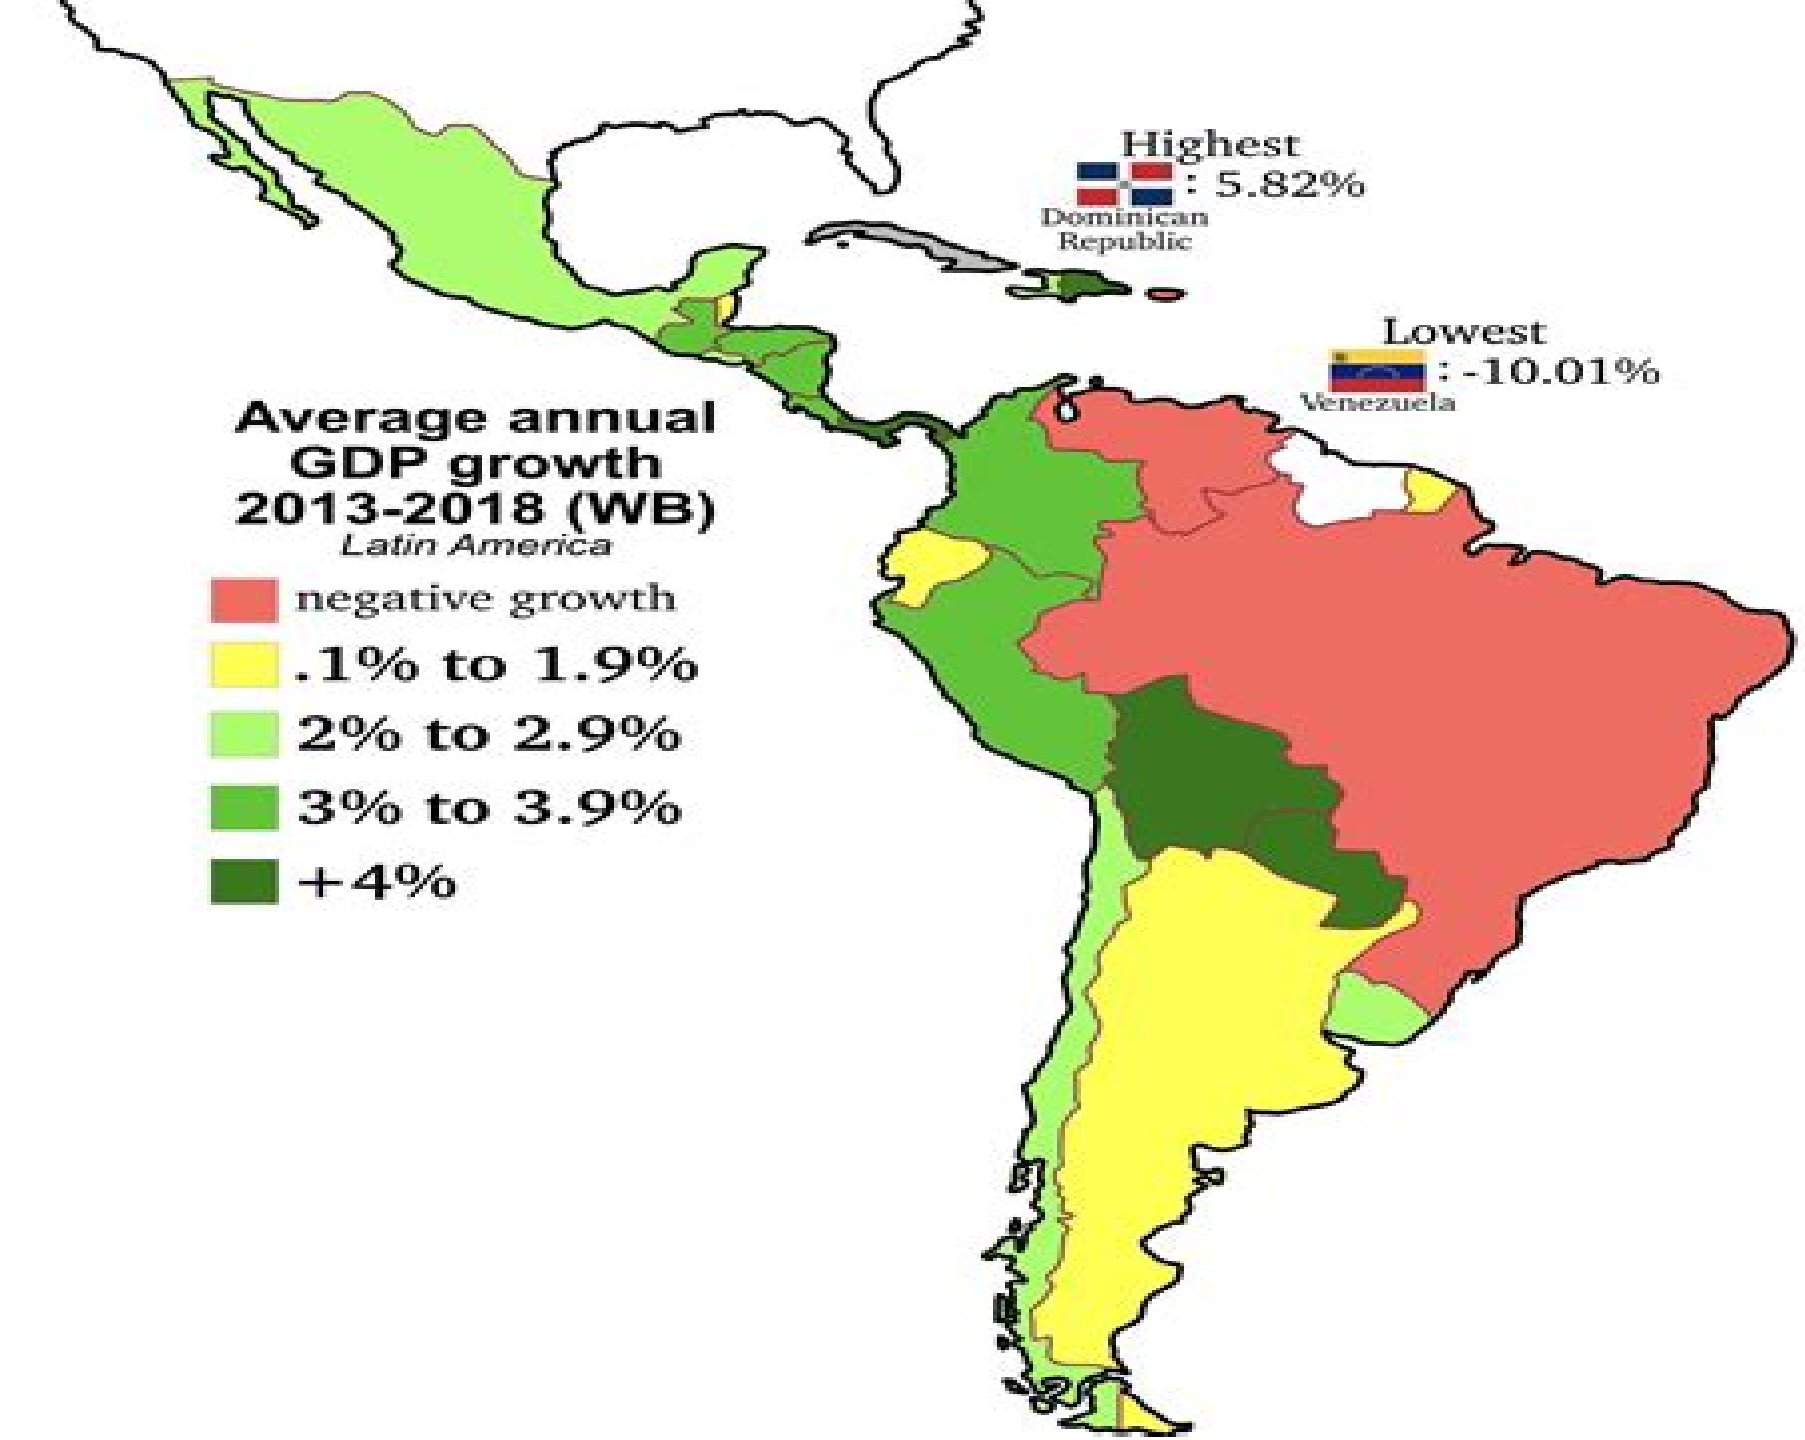 Highest
: 5.82%
Dominican
Republic
Lowest
: -10.01%
Venezuela
Average annual
GDP growth
2013-2018 (WB)
Latin America
negative growth
.1% to 1.9%
2% to 2.9%
3% to 3.9%
+4%